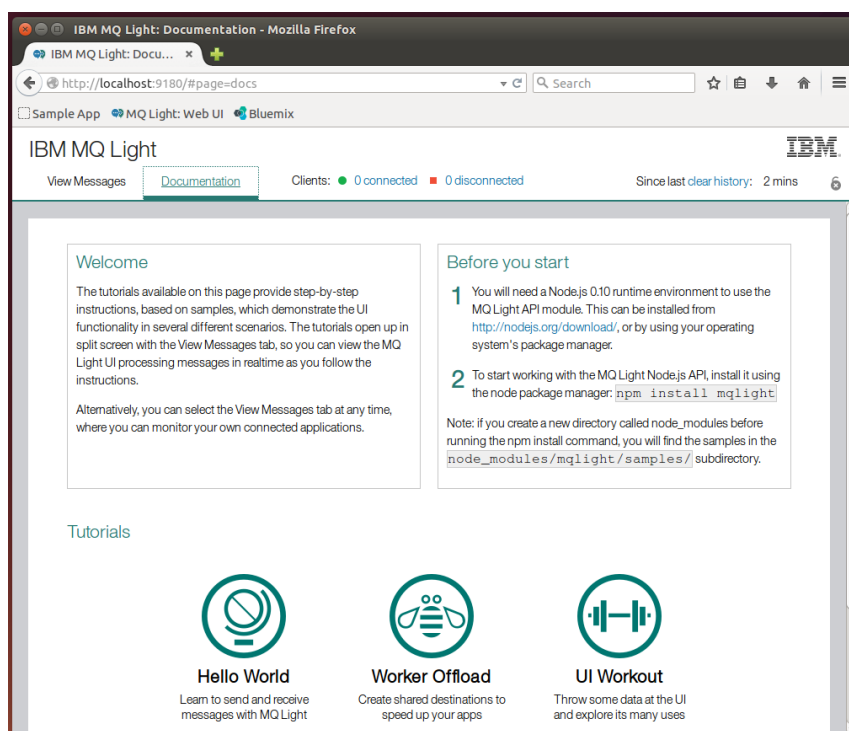 IBM MQ Light: Documentation - Mozilla Firefox
IBM MQ Light: Docu... ×
http://localhost:9180/#page=docs
Search
Sample App MQ Light: Web UI Bluemix
IBM MQ Light
IBM.
View Messages Documentation Clients: 0 connected 0 disconnected Since last clear history: 2 mins
Welcome
The tutorials available on this page provide step-by-step
instructions, based on samples, which demonstrate the UI
functionality in several different scenarios. The tutorials open up in
split screen with the View Messages tab, so you can view the MQ
Light UI processing messages in realtime as you follow the
instructions.
Alternatively, you can select the View Messages tab at any time,
where you can monitor your own connected applications.
Before you start
1 You will need a Node.js 0.10 runtime environment to use the
MQ Light API module. This can be installed from
http://nodejs.org/download/, or by using your operating
system's package manager.
2 To start working with the MQ Light Node.js API, install it using
the node package manager: npm install mqlight
Note: if you create a new directory called node_modules before
running the npm install command, you will find the samples in the
node_modules/mqlight/samples/ subdirectory.
Tutorials
Hello World
Learn to send and receive
messages with MQ Light
Worker Offload
Create shared destinations to
speed up your apps
UI Workout
Throw some data at the UI
and explore its many uses